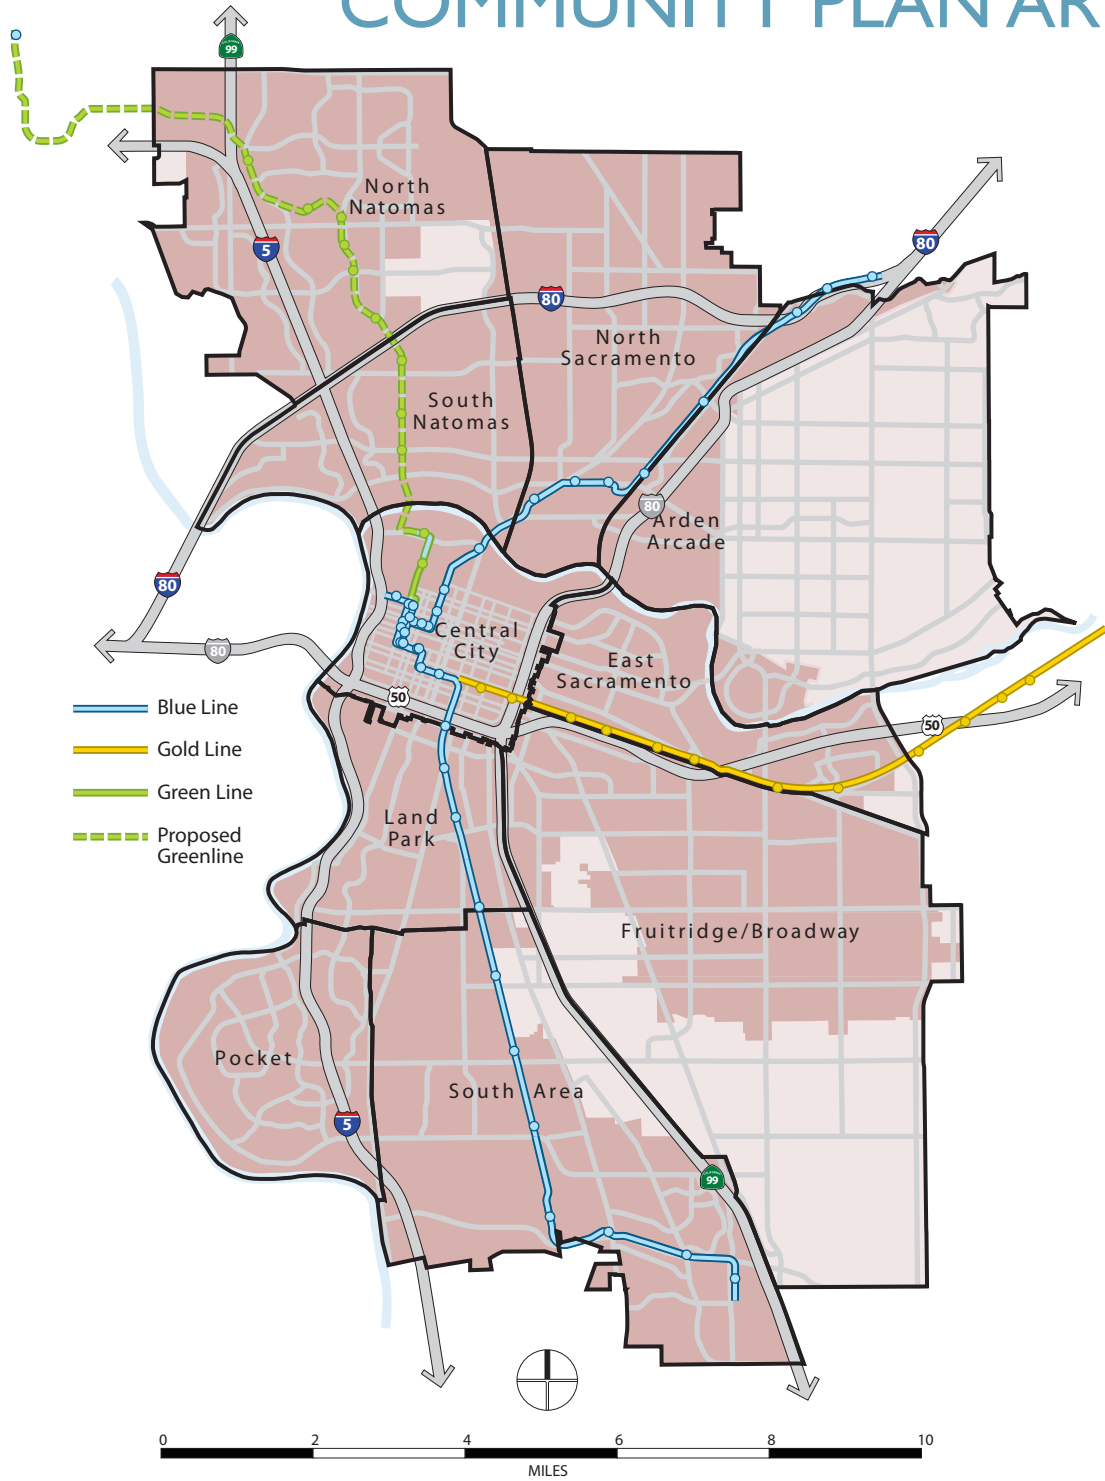 COMMUNITY PLAN AR
99
North
Natomas
5
80
80
North
Sacramento
South
Natomas
80
Arden
Arcade
80
Central
City
80
East
Sacramento
50
50
Blue Line
Gold Line
Green Line
Proposed
Greenline
Land
Park
Fruitridge/Broadway
Pocket
South Area
5
99
0
2
4
6
8
10
MILES